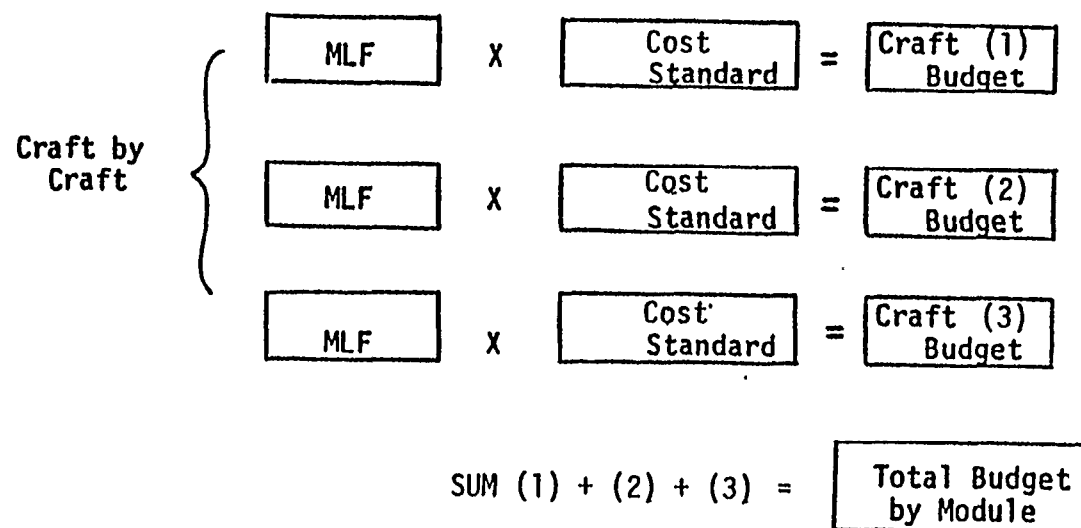 MLF X Cost Standard = Craft (1) Budget
Craft by Craft
MLF X Cost Standard = Craft (2) Budget
MLF X Cost Standard = Craft (3) Budget
SUM (1) + (2) + (3) = Total Budget by Module